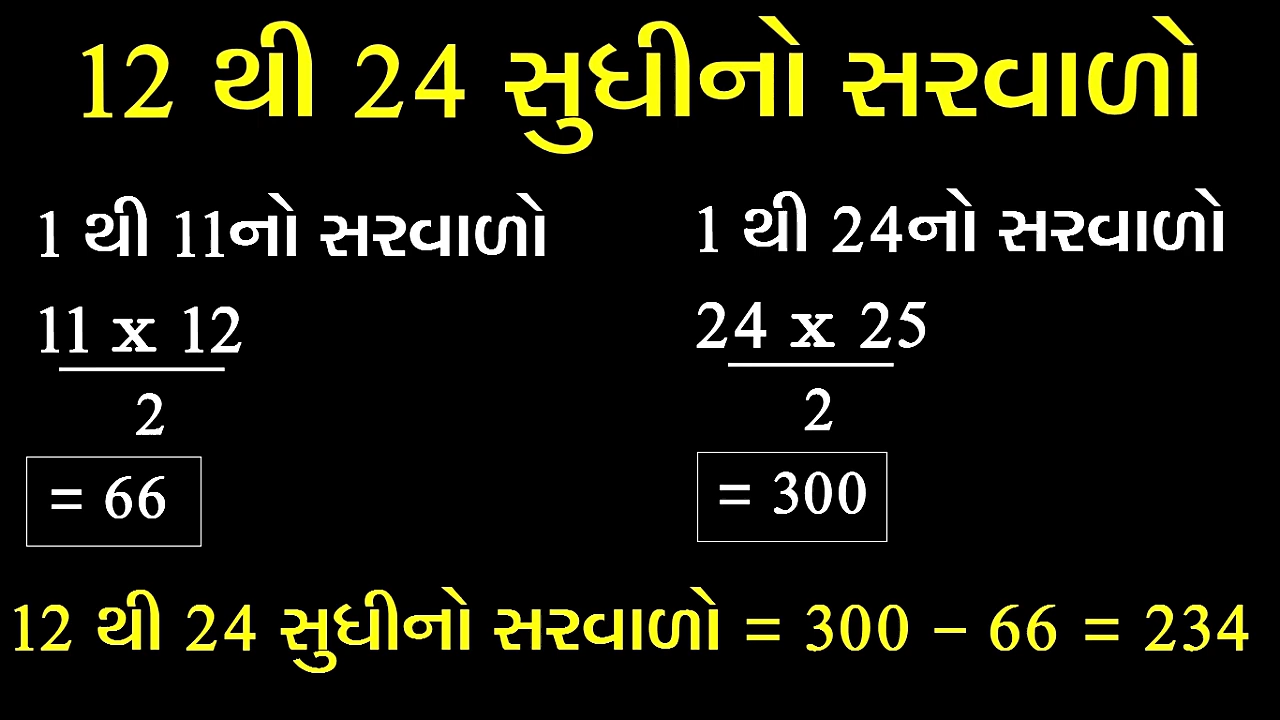 12 થી 24 સુધીનો સરવાળો
1 થી 11નો સરવાળો
11 x 12
2
= 66
1 થી 24નો સરવાળો
24 x 25
2
= 300
12 થી 24 સુધીનો સરવાળો = 300 – 66 = 234